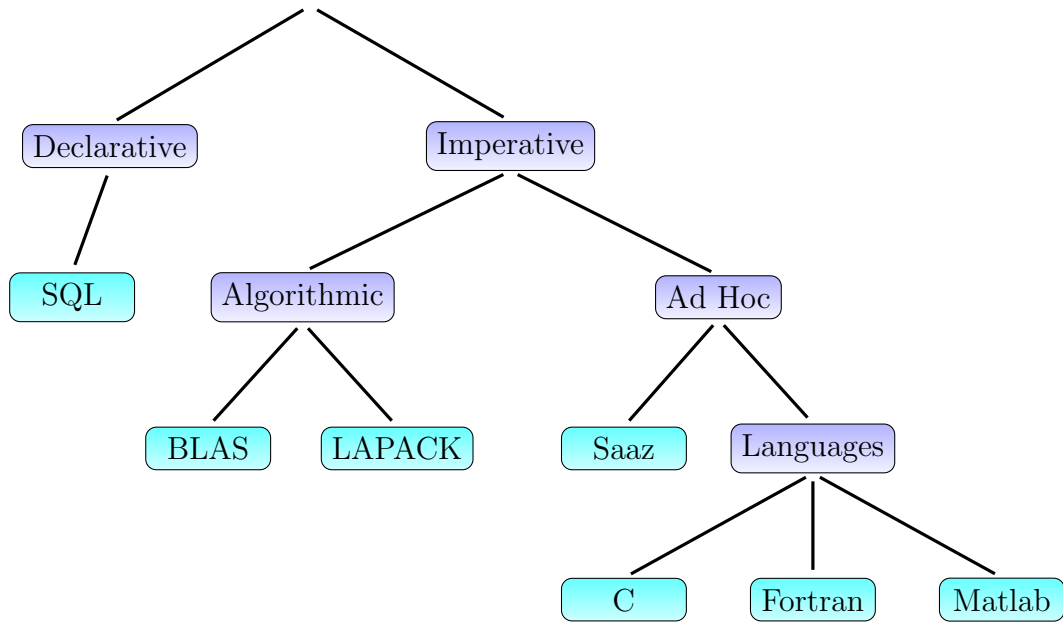 Declarative
Imperative
SQL
Algorithmic
Ad Hoc
BLAS
LAPACK
Saaz
Languages
C
Fortran
Matlab